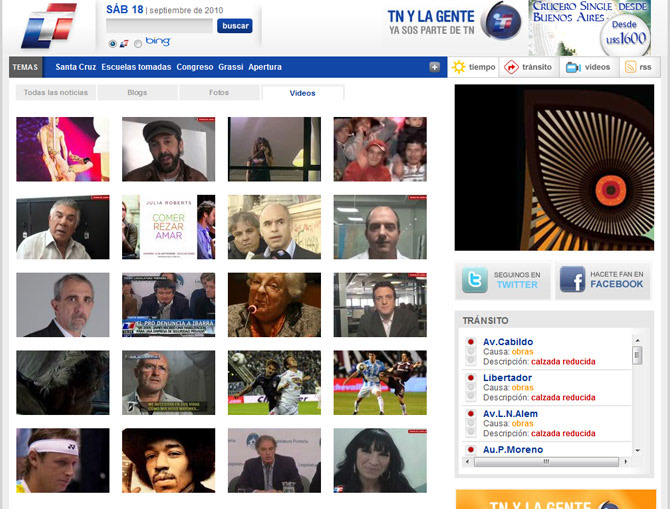 SÁB 18 | septiembre de 2010
buscar
bing
TN Y LA GENTE
YA SOS PARTE DE TN
CRUCERO SINGLE DESDE
BUENOS AIRES
Desde
U$S1600
TEMAS
Santa Cruz Escuelas tomadas Congreso Grassi Apertura
tiempo
tránsito
videos
rss
Todas las noticias
Blogs
Fotos
Videos
JULIA ROBERTS
COMER
REZAR
AMAR
EL PRO DENUNCIA A IBARRA
SEGUINOS EN
TWITTER
HACETE FAN EN
FACEBOOK
TRÁNSITO
Av.Cabildo
Causa: obras
Descripción: calzada reducida
Libertador
Causa: obras
Descripción: calzada reducida
Av.L.N.Alem
Causa: obras
Descripción: calzada reducida
Au.P.Moreno
TN Y LA GENTE